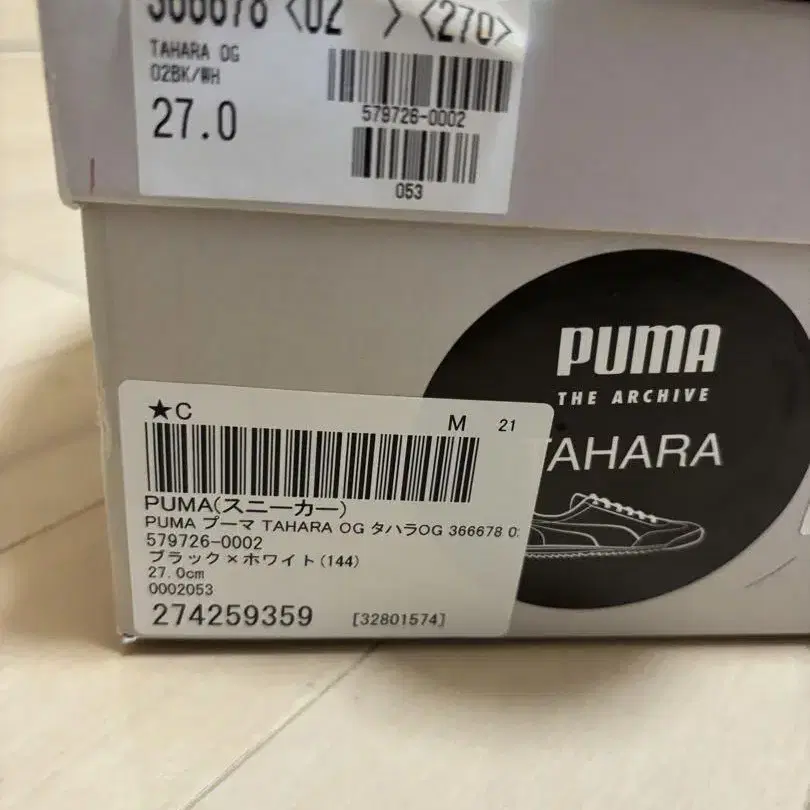 366678 <02 > <270>
TAHARA OG
02BK/WH
27.0
579726-0002
053
PUMA
THE ARCHIVE
TAHARA
★C
M 21
PUMA(スニーカー)
PUMA プーマ TAHARA OG タハラOG 366678 0
579726-0002
ブラック×ホワイト(144)
27.0cm
0002053
274259359 [32801574]